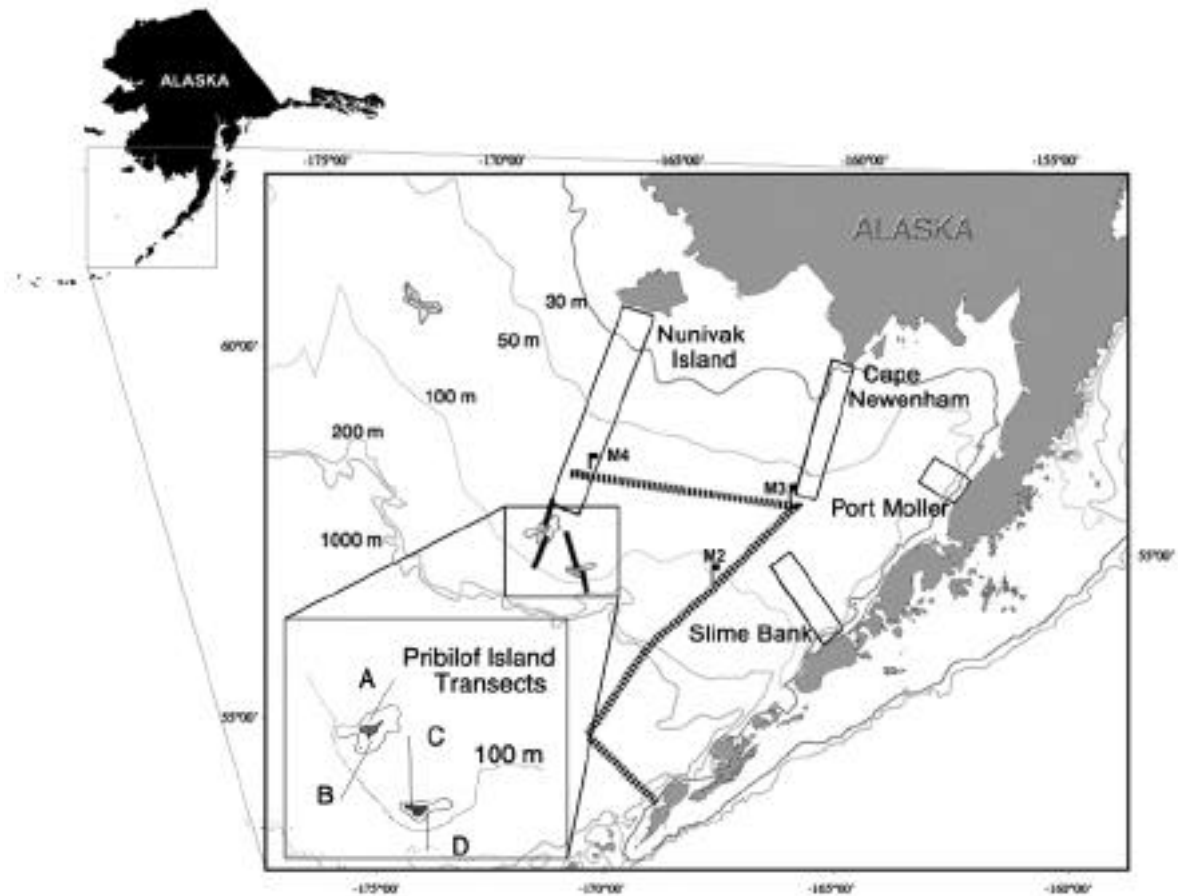 ALASKA
-175°00'
-170°00'
-165°00'
-160°00'
-155°00'
ALASKA
30 m
Nunivak
Island
50 m
60°00'
Cape
Newenham
100 m
200 m
M4
M3
Port Moller
1000 m
M2
55°00'
Slime Bank
Pribilof Island
Transects
A
C
55°00'
100 m
B
D
-175°00'
-170°00'
-165°00'
-160°00'